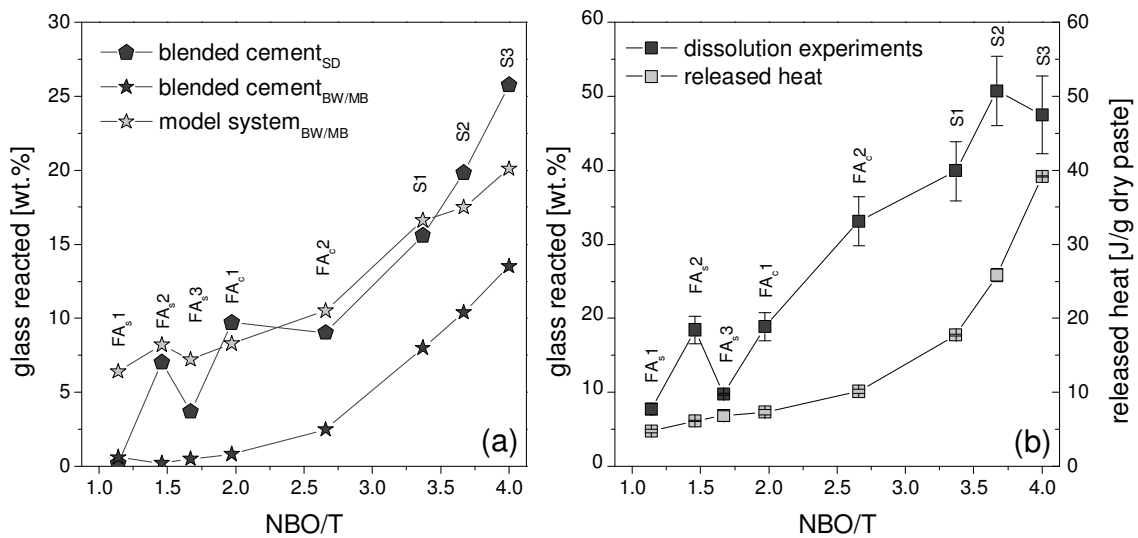 blended cement_SD
blended cement_BW/MB
model system_BW/MB
30
25
20
15
10
5
0
glass reacted [wt.%]
FA_s1
FA_s2
FA_s3
FA_c1
FA_c2
S1
S2
S3
(a)
1.0 1.5 2.0 2.5 3.0 3.5 4.0
NBO/T
dissolution experiments
released heat
60
50
40
30
20
10
0
glass reacted [wt.%]
FA_s1
FA_s2
FA_s3
FA_c1
FA_c2
S1
S2
S3
(b)
60
50
40
30
20
10
0
released heat [J/g dry paste]
1.0 1.5 2.0 2.5 3.0 3.5 4.0
NBO/T